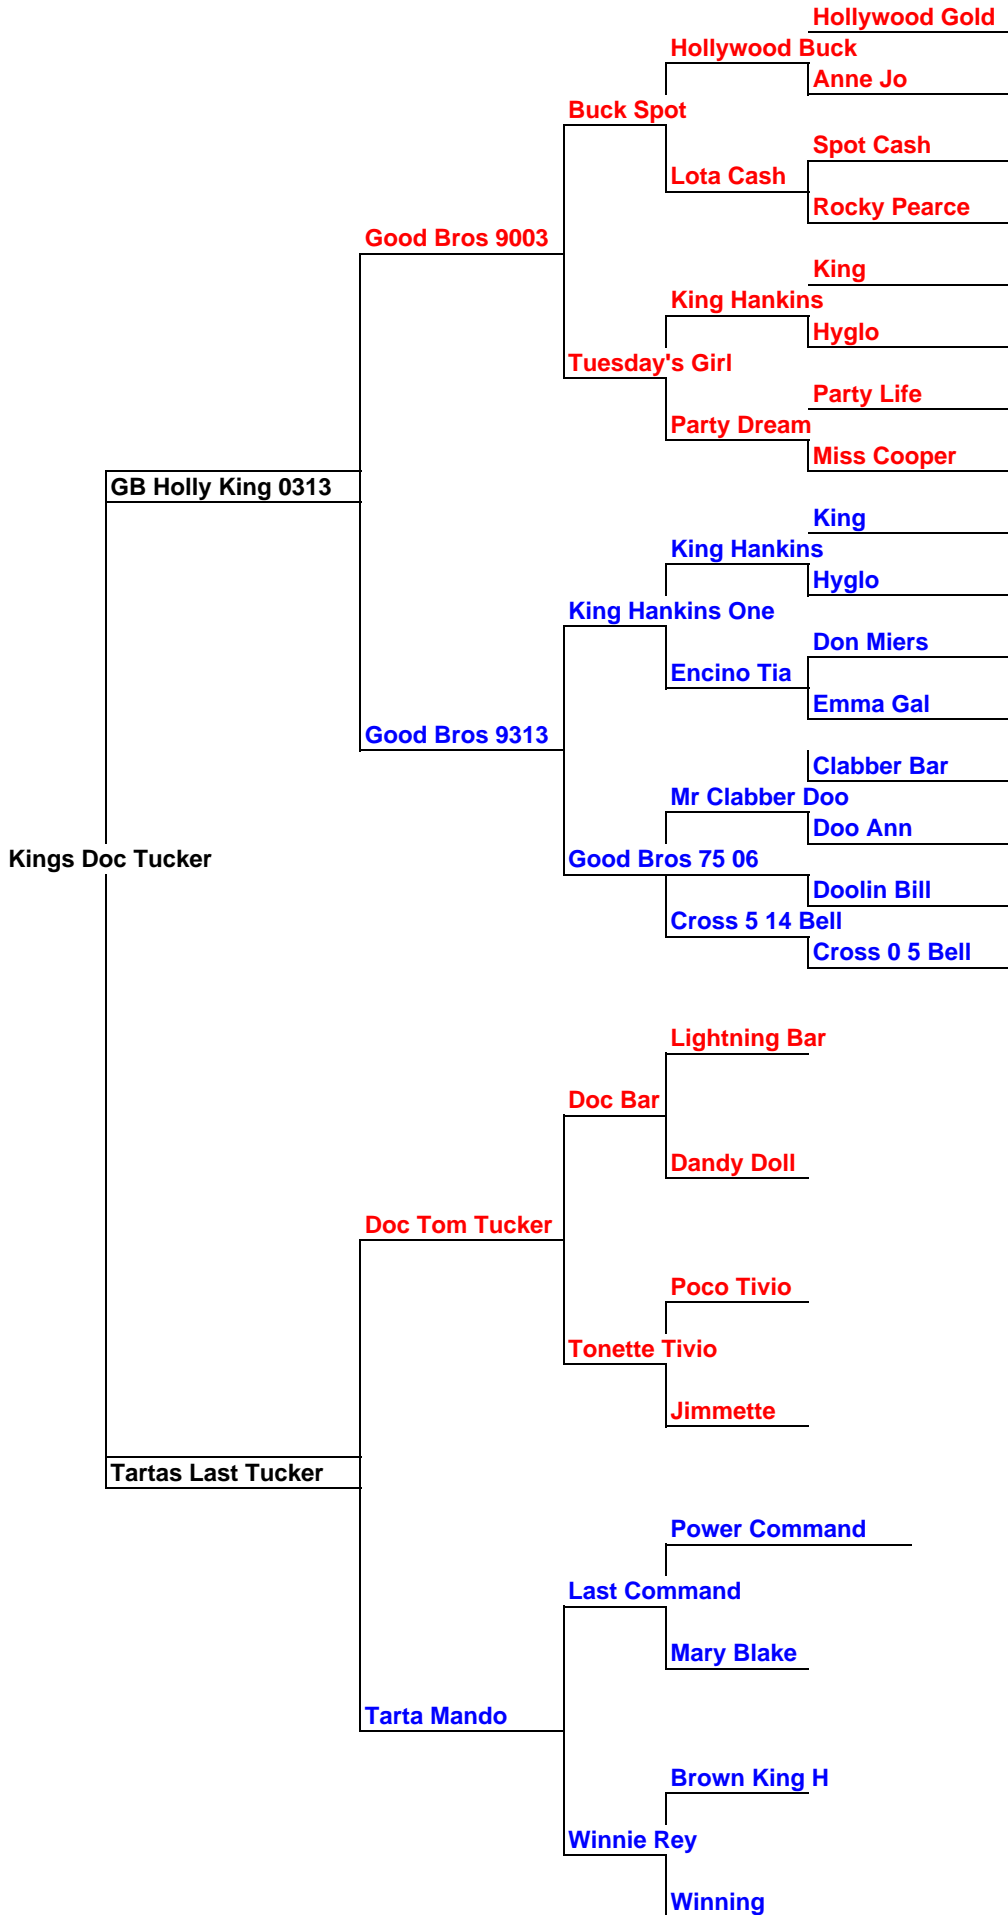 Hollywood Gold
Hollywood Buck
Anne Jo
Buck Spot
Spot Cash
Lota Cash
Rocky Pearce
Good Bros 9003
King
King Hankins
Hyglo
Tuesday's Girl
Party Life
Party Dream
Miss Cooper
GB Holly King 0313
King
King Hankins
Hyglo
King Hankins One
Don Miers
Encino Tia
Emma Gal
Good Bros 9313
Clabber Bar
Mr Clabber Doo
Doo Ann
Kings Doc Tucker
Good Bros 75 06
Doolin Bill
Cross 5 14 Bell
Cross 0 5 Bell
Lightning Bar
Doc Bar
Dandy Doll
Doc Tom Tucker
Poco Tivio
Tonette Tivio
Jimmette
Tartas Last Tucker
Power Command
Last Command
Mary Blake
Tarta Mando
Brown King H
Winnie Rey
Winning